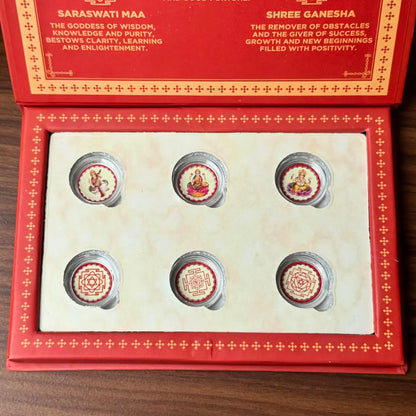 SARASWATI MAA
THE GODDESS OF WISDOM,
KNOWLEDGE AND PURITY,
BESTOWS CLARITY, LEARNING
AND ENLIGHTENMENT.
SHREE GANESHA
THE REMOVER OF OBSTACLES
AND THE GIVER OF SUCCESS,
GROWTH AND NEW BEGINNINGS
FILLED WITH POSITIVITY.